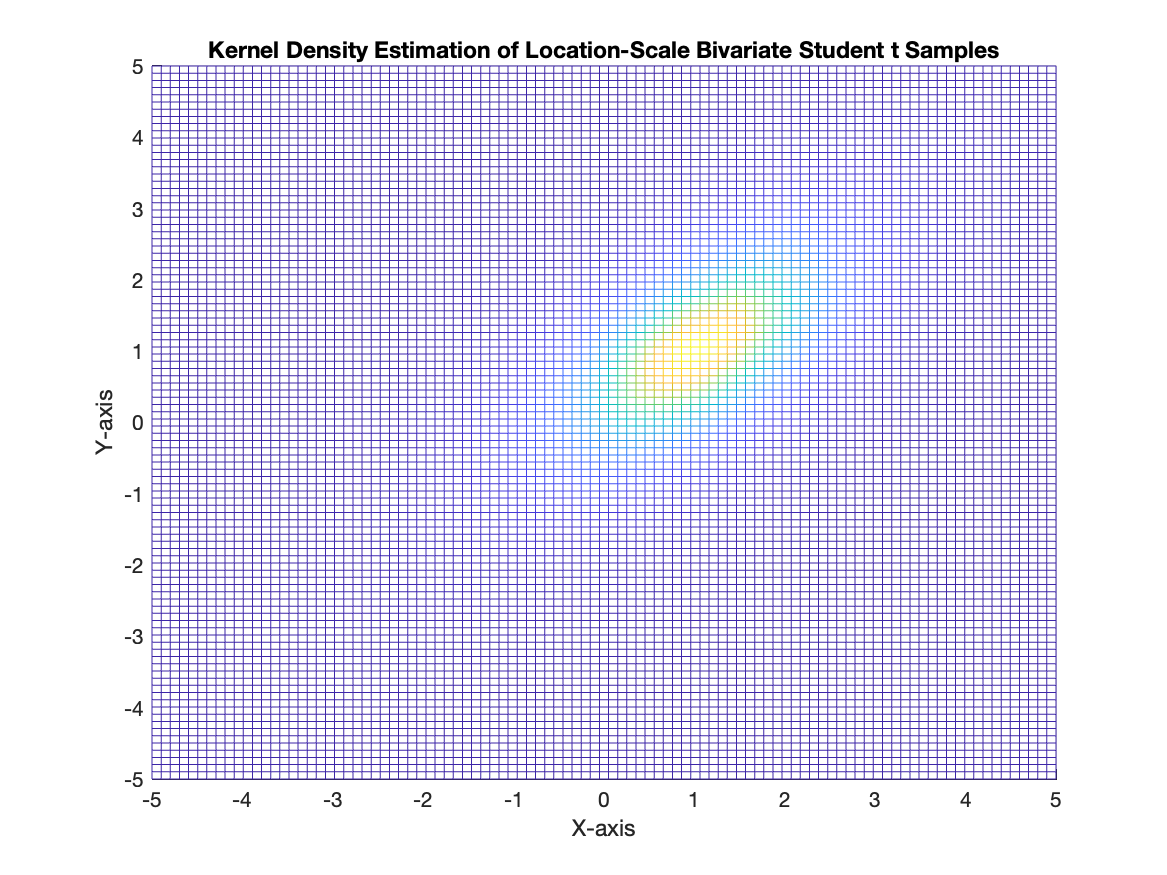 Kernel Density Estimation of Location-Scale Bivariate Student t Samples
5
4
3
2
1
0
-1
-2
-3
-4
-5
Y-axis
-5 -4 -3 -2 -1 0 1 2 3 4 5
X-axis